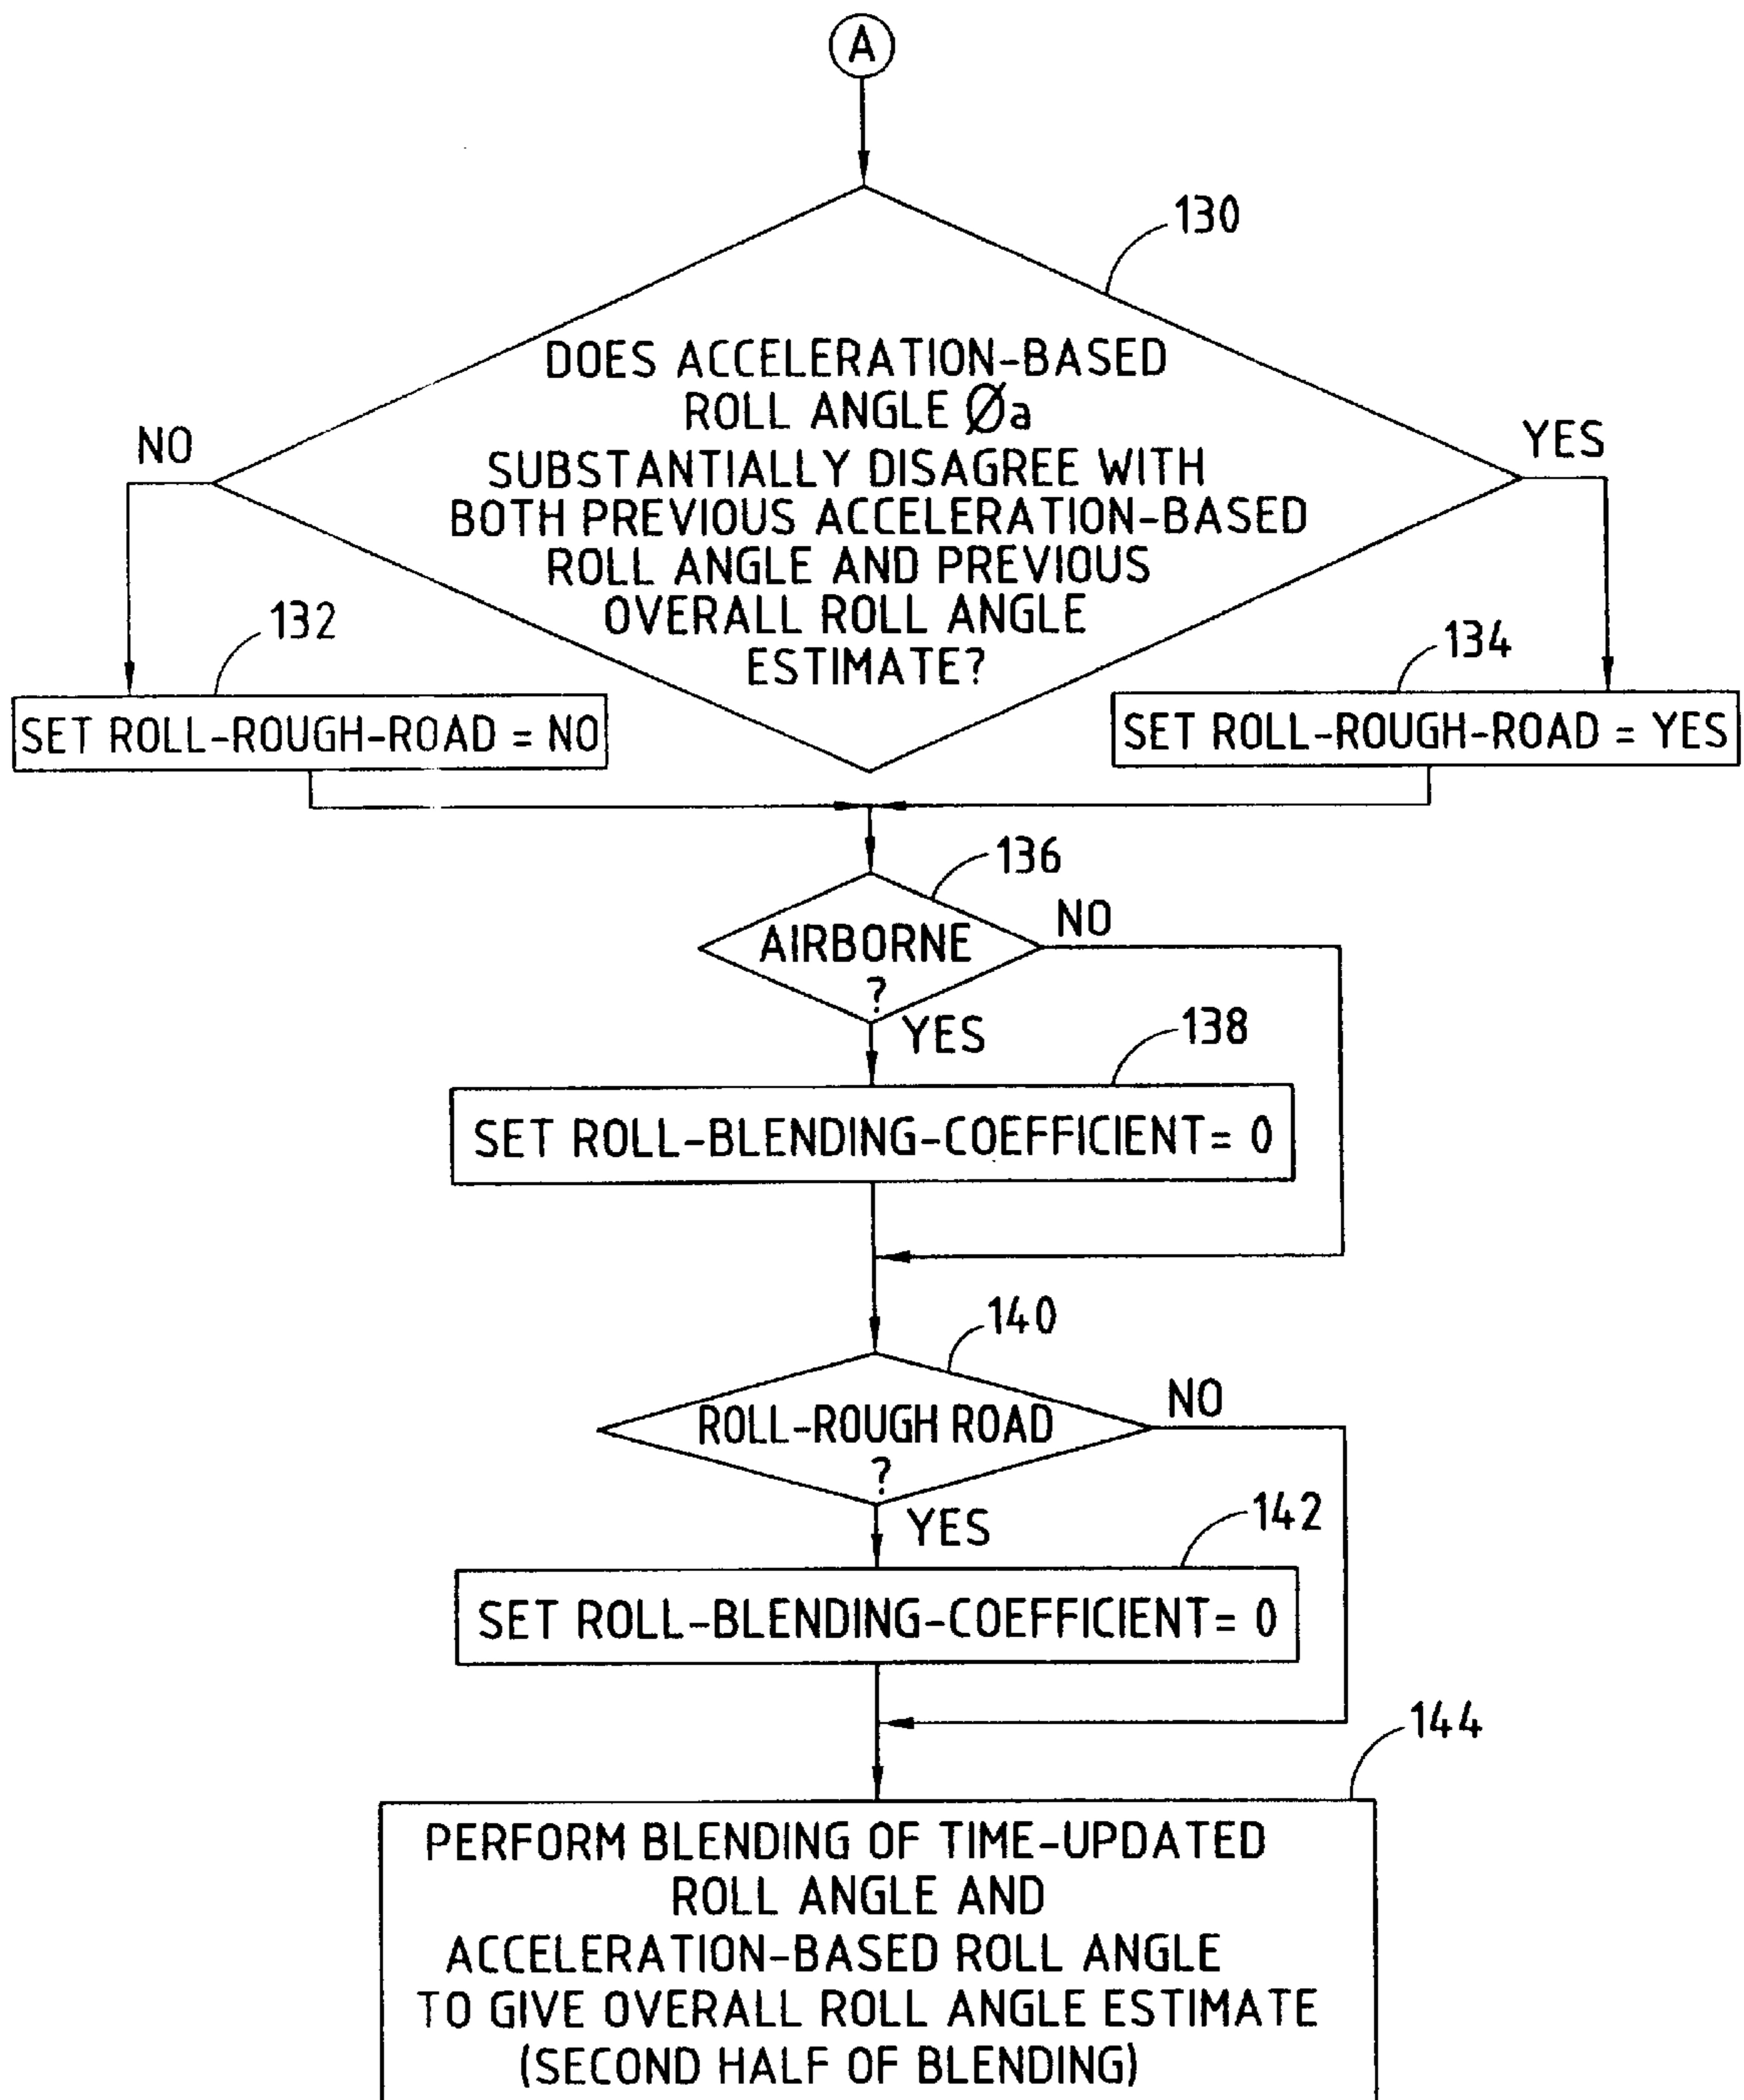 A
130
DOES ACCELERATION-BASED
ROLL ANGLE Øa
SUBSTANTIALLY DISAGREE WITH
BOTH PREVIOUS ACCELERATION-BASED
ROLL ANGLE AND PREVIOUS
OVERALL ROLL ANGLE
ESTIMATE?
NO
YES
132
134
SET ROLL-ROUGH-ROAD = NO
SET ROLL-ROUGH-ROAD = YES
136
AIRBORNE
?
NO
YES
138
SET ROLL-BLENDING-COEFFICIENT= 0
140
ROLL-ROUGH ROAD
?
NO
YES
142
SET ROLL-BLENDING-COEFFICIENT= 0
144
PERFORM BLENDING OF TIME-UPDATED
ROLL ANGLE AND
ACCELERATION-BASED ROLL ANGLE
TO GIVE OVERALL ROLL ANGLE ESTIMATE
(SECOND HALF OF BLENDING)